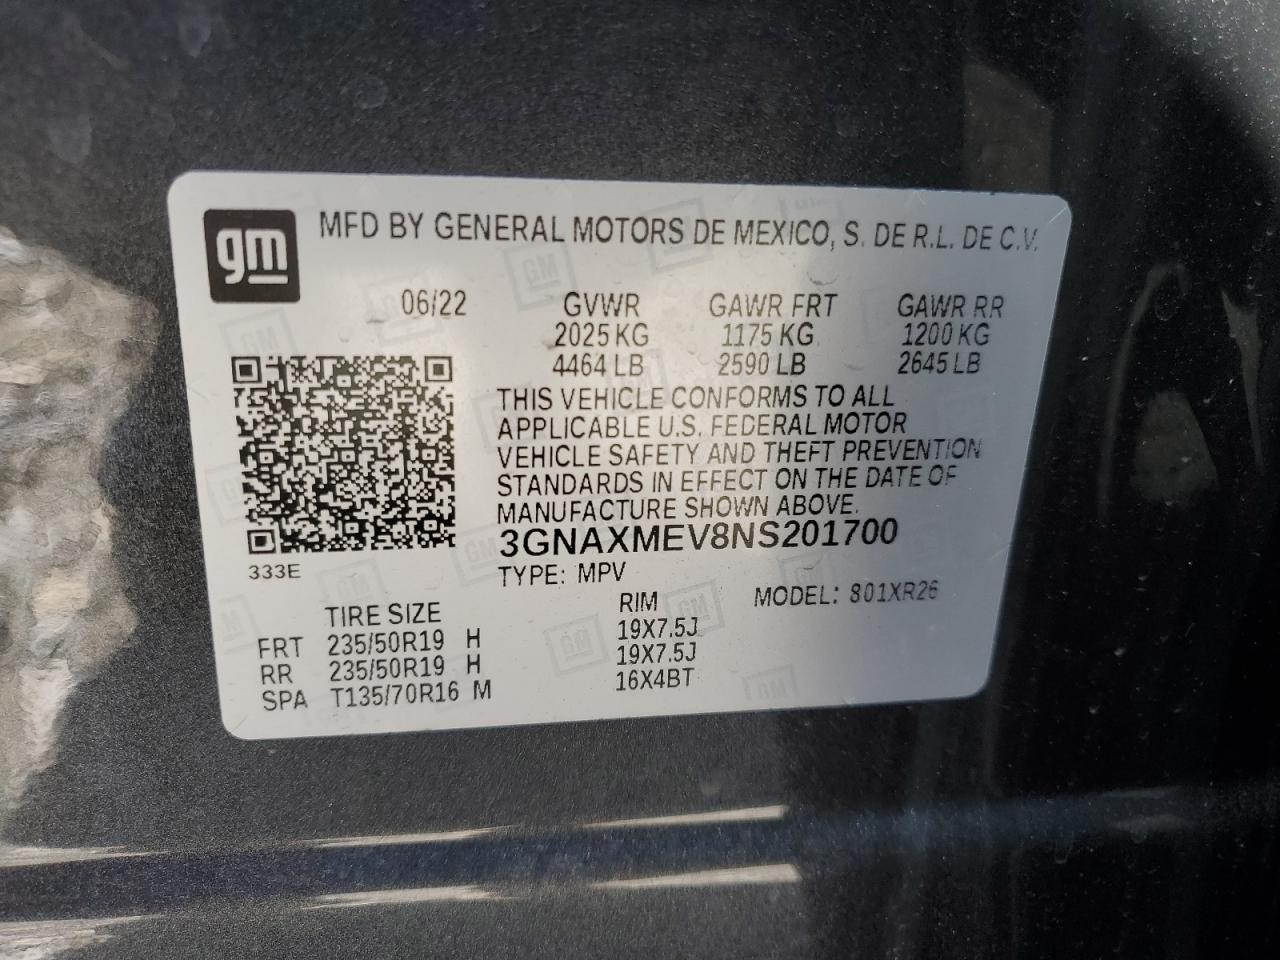 gm
MFD BY GENERAL MOTORS DE MEXICO, S. DE R.L. DE C.V.
06/22 GVWR GAWR FRT GAWR RR
2025 KG 1175 KG 1200 KG
4464 LB 2590 LB 2645 LB
THIS VEHICLE CONFORMS TO ALL
APPLICABLE U.S. FEDERAL MOTOR
VEHICLE SAFETY AND THEFT PREVENTION
STANDARDS IN EFFECT ON THE DATE OF
MANUFACTURE SHOWN ABOVE.
3GNAXMEV8NS201700
333E
TYPE: MPV MODEL: 801XR26
TIRE SIZE RIM
FRT 235/50R19 H 19X7.5J
RR 235/50R19 H 19X7.5J
SPA T135/70R16 M 16X4BT